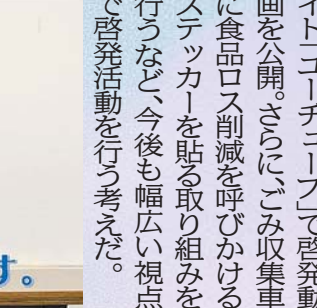 イト「ユーチューブ」で啓発動
画を公開。さらに、ごみ収集車
に食品ロス削減を呼びかける
ステッカーを貼る取り組みを
行うなど、今後も幅広い視点
で啓発活動を行う考えだ。
す。